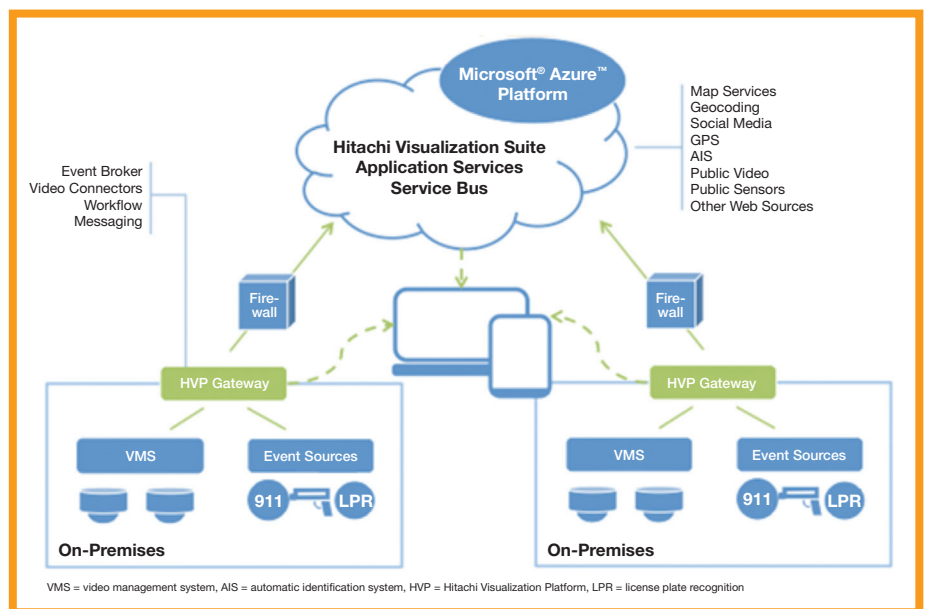 Microsoft® Azure™
Platform
Hitachi Visualization Suite
Application Services
Service Bus
Map Services
Geocoding
Social Media
GPS
AIS
Public Video
Public Sensors
Other Web Sources
Event Broker
Video Connectors
Workflow
Messaging
Fire-
wall
Fire-
wall
HVP Gateway
HVP Gateway
VMS
Event Sources
VMS
Event Sources
911
LPR
911
LPR
On-Premises
On-Premises
VMS = video management system, AIS = automatic identification system, HVP = Hitachi Visualization Platform, LPR = license plate recognition